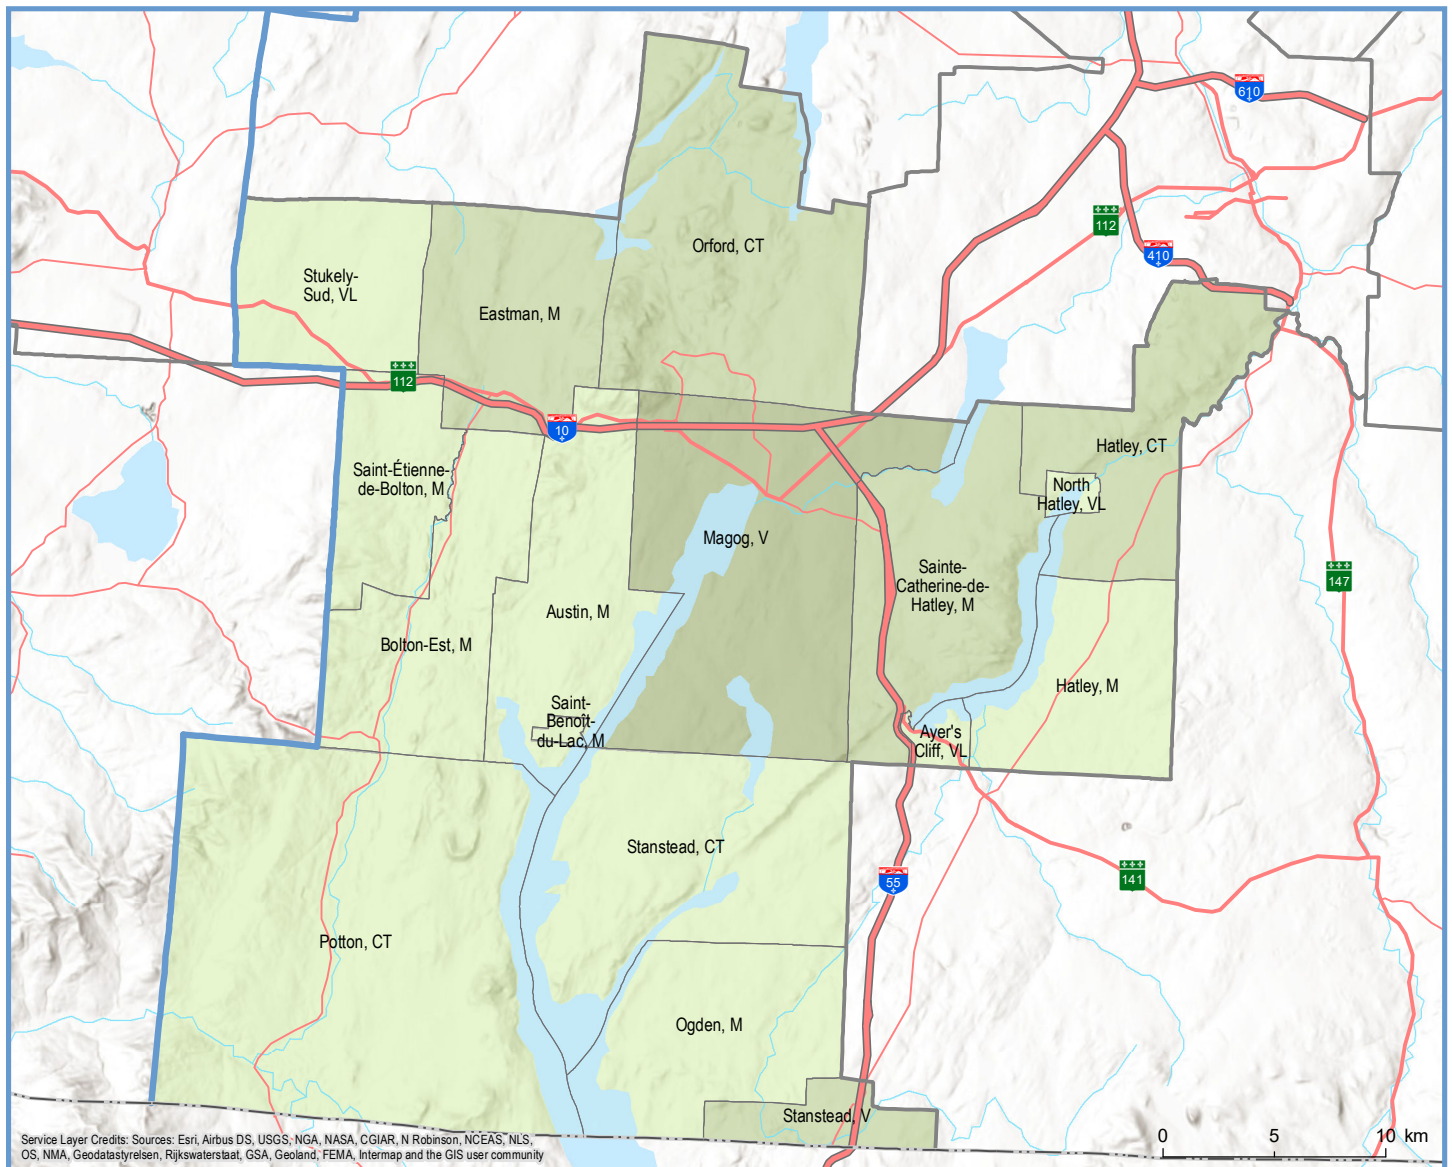 610
112
410
Orford, CT
Stukely-
Sud, VL
Eastman, M
112
10
Hatley, CT
Saint-Étienne-
de-Bolton, M
North
Hatley, VL
Magog, V
Sainte-
Catherine-de-
Hatley, M
147
Austin, M
Bolton-Est, M
Hatley, M
Saint-
Benoît-
du-Lac, M
Ayer's
Cliff, VL
Stanstead, CT
55
141
Potton, CT
Ogden, M
Stanstead, V
Service Layer Credits: Sources: Esri, Airbus DS, USGS, NGA, NASA, CGIAR, N Robinson, NCEAS, NLS,
OS, NMA, Geodatastyrelsen, Rijkswaterstaat, GSA, Geoland, FEMA, Intermap and the GIS user community
0 5 10 km